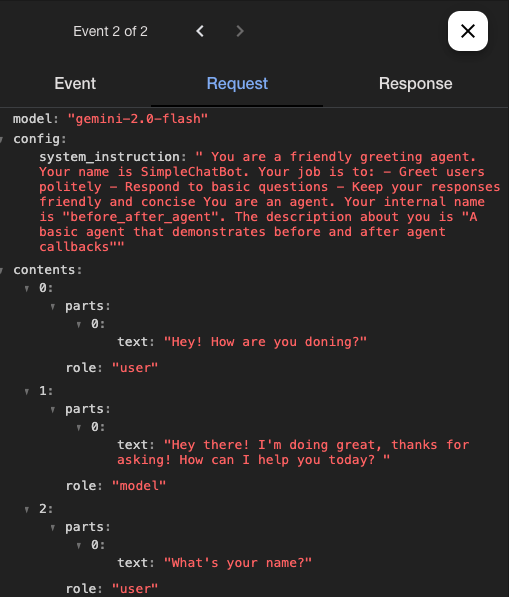 Event 2 of 2
Event Request Response
model: "gemini-2.0-flash"
config:
system_instruction: " You are a friendly greeting agent.
Your name is SimpleChatBot. Your job is to: - Greet users
politely - Respond to basic questions - Keep your responses
friendly and concise You are an agent. Your internal name
is "before_after_agent". The description about you is "A
basic agent that demonstrates before and after agent
callbacks""
contents:
0:
parts:
0:
text: "Hey! How are you doning?"
role: "user"
1:
parts:
0:
text: "Hey there! I'm doing great, thanks for
asking! How can I help you today? "
role: "model"
2:
parts:
0:
text: "What's your name?"
role: "user"